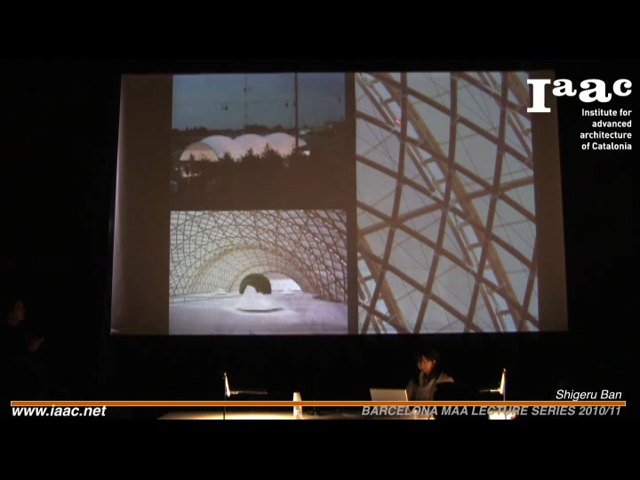 Iaac
Institute for
advanced
architecture
of Catalonia
Shigeru Ban
www.iaac.net
BARCELONA MAA LECTURE SERIES 2010/11